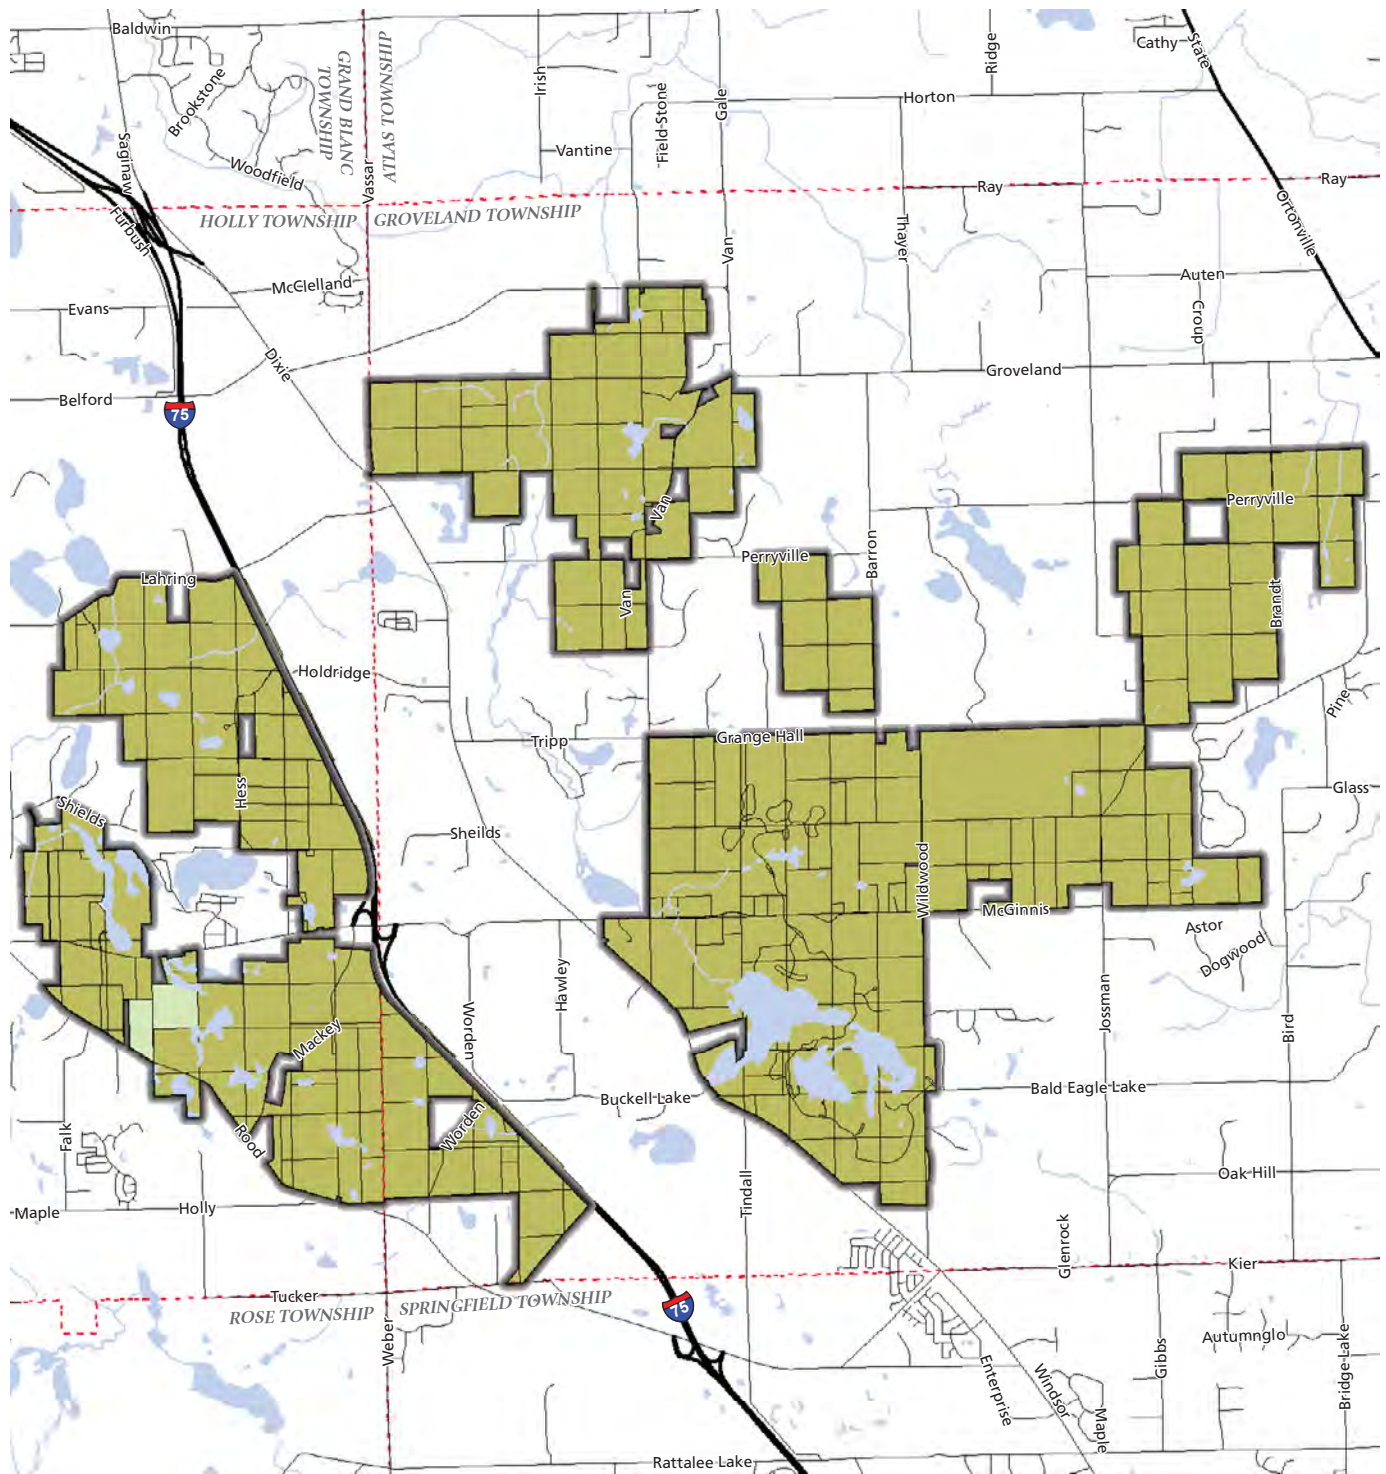 Baldwin
Cathy
State
Ridge
Irish
Field Stone
Gale
Horton
Brookstone
GRAND BLANC
TOWNSHIP
ATLAS TOWNSHIP
Saginaw
Vantine
Woodfield
Vassar
Ray
Ray
Furbush
HOLLY TOWNSHIP
GROVELAND TOWNSHIP
Thayer
Ortonville
Van
McClelland
Auten
Evans
Croup
Dixie
Groveland
Belford
75
Perryville
Van
Barron
Perryville
Lahring
Van
Brandt
Holdridge
Pine
Tripp
Grange Hall
Hess
Glass
Shields
Sheilds
Wildwood
McGinnis
Astor
Dogwood
Hawley
Jossman
Worden
Bird
Mackey
Bald Eagle Lake
Buckell Lake
Worden
Falk
Rood
Tindall
Oak Hill
Maple
Holly
Glenrock
Kier
Tucker
ROSE TOWNSHIP
SPRINGFIELD TOWNSHIP
75
Weber
Gibbs
Autumnglo
Bridge Lake
Enterprise
Windsor
Maple
Rattalee Lake